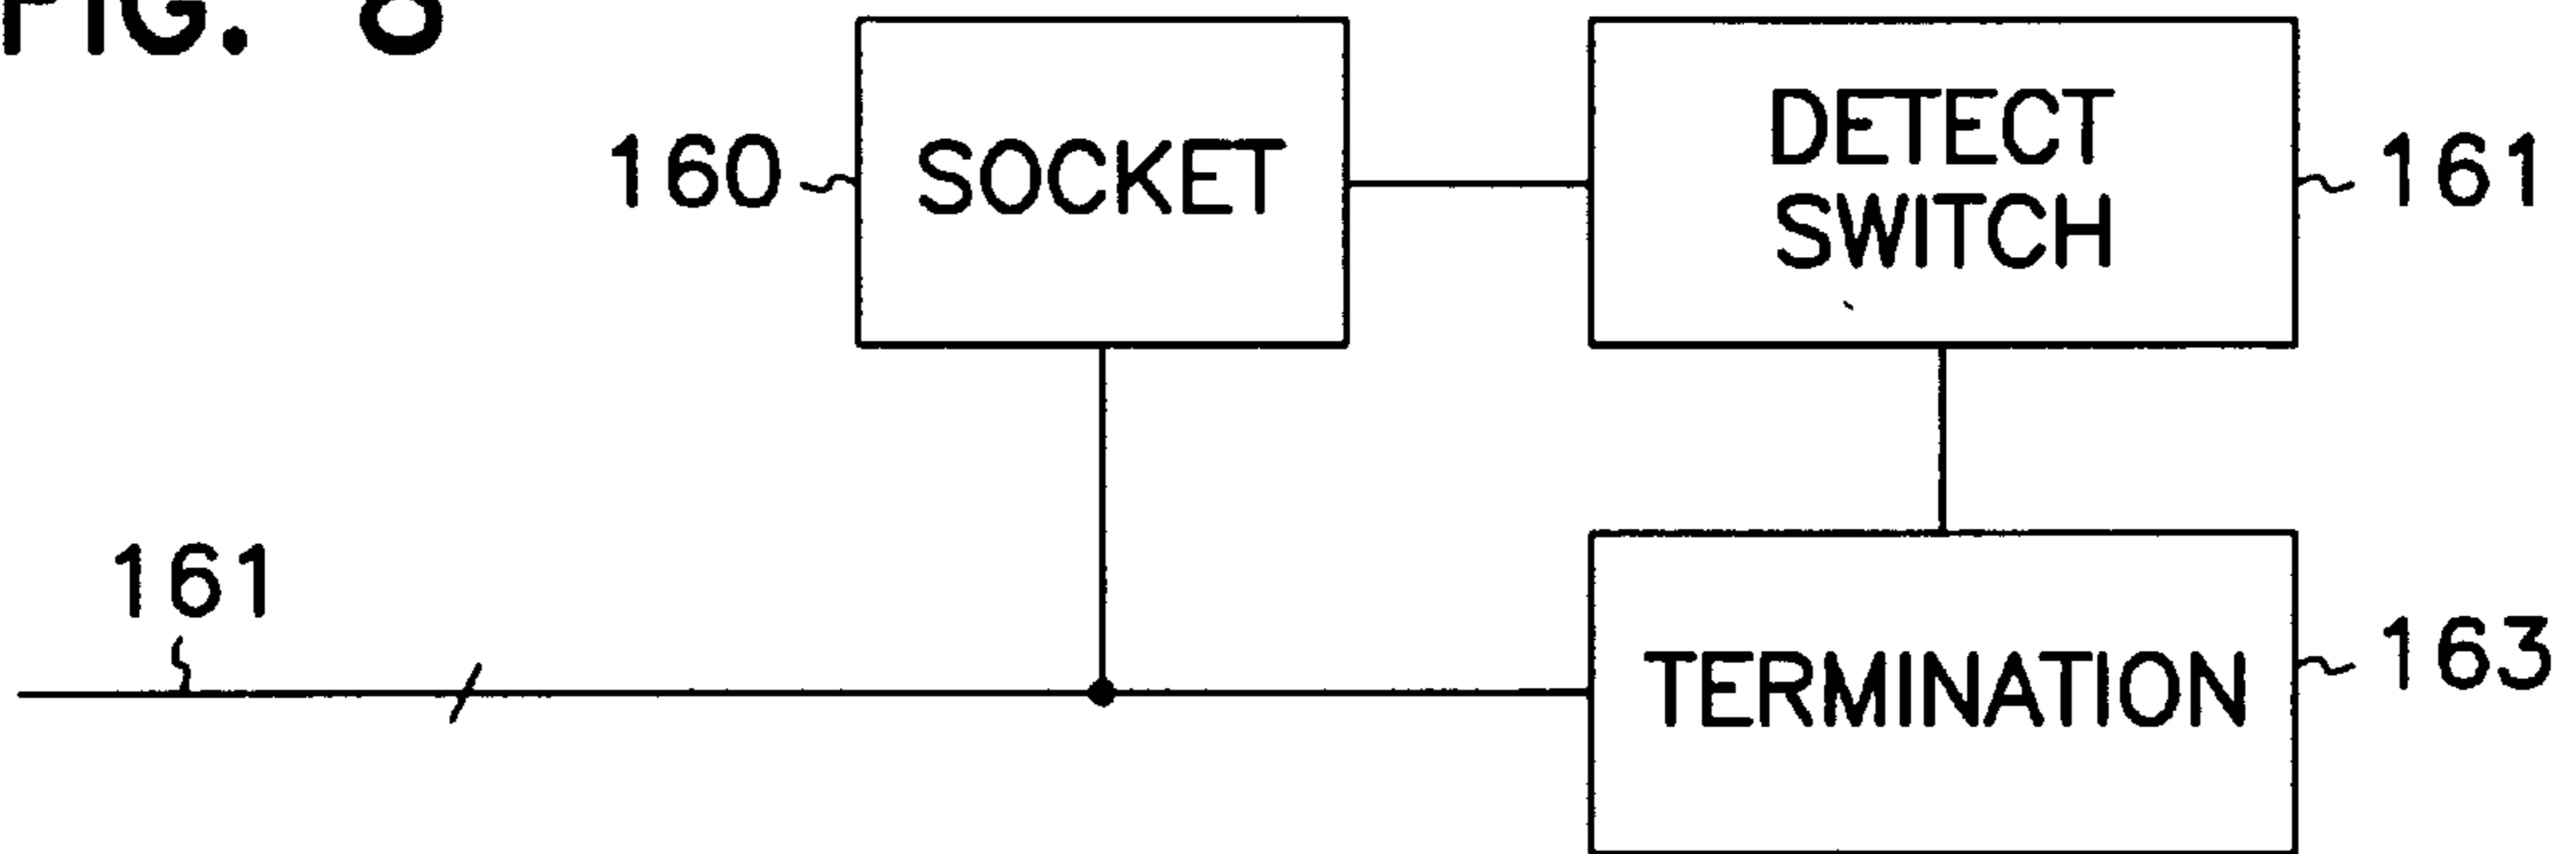 FIG. 8
160
SOCKET
DETECT
SWITCH
161
161
TERMINATION
163